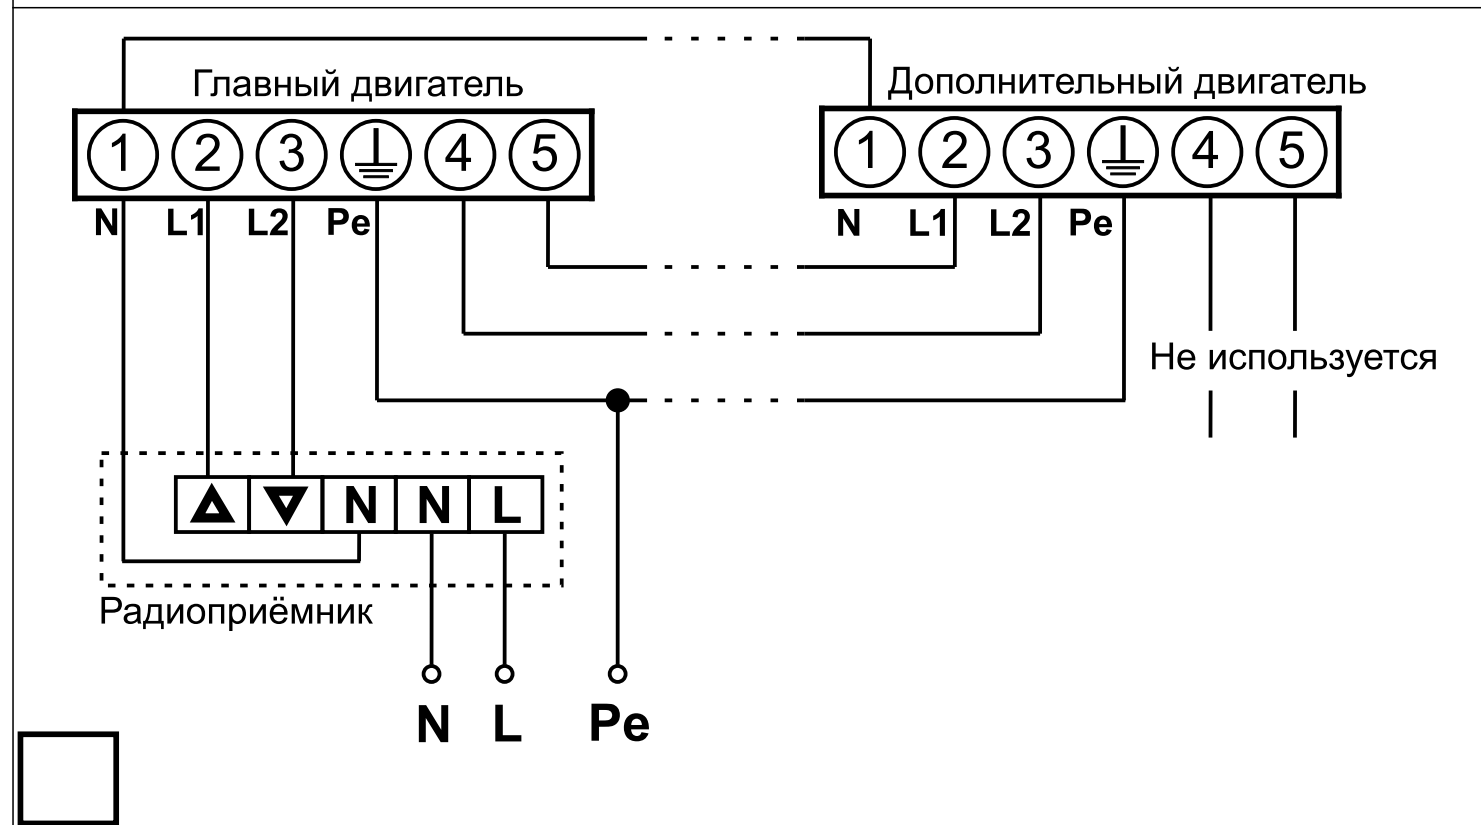 Главный двигатель
Дополнительный двигатель
1 2 3 4 5
1 2 3 4 5
N L1 L2 Pe
N L1 L2 Pe
Не используется
N N L
Радиоприёмник
N L Pe